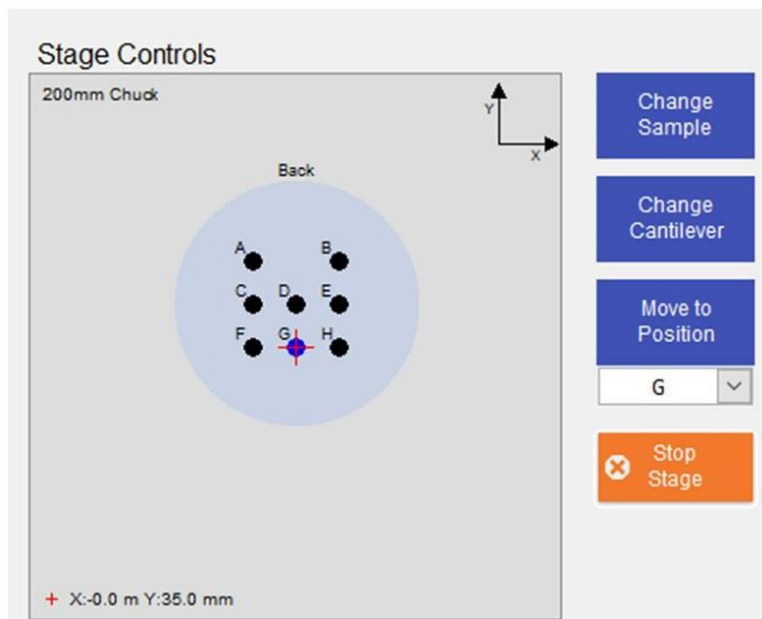 Stage Controls
200mm Chuck
Y
X
Back
A B
C D E
F G H
+ X:-0.0 m Y:35.0 mm
Change
Sample
Change
Cantilever
Move to
Position
G
Stop
Stage